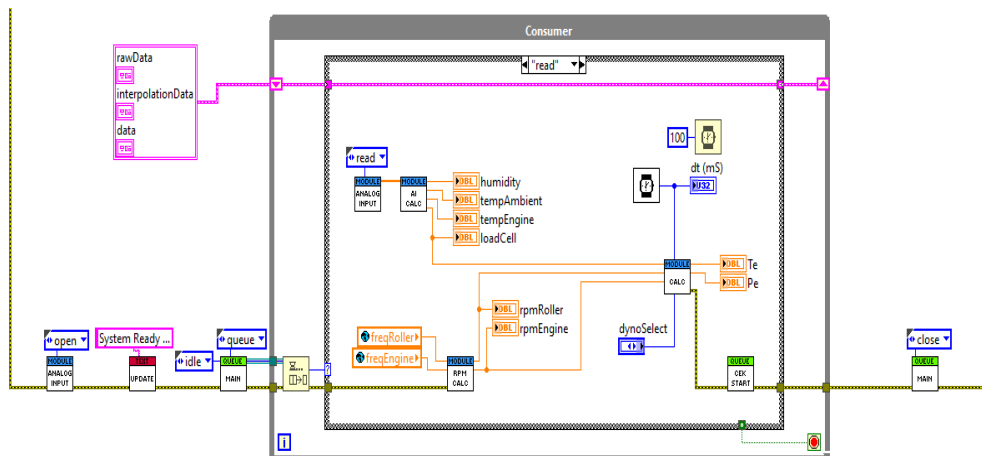 Consumer
"read"
rawData
interpolationData
data
100
dt (mS)
U32
read
MODULE
ANALOG
INPUT
MODULE
AI
CALC
DBL
humidity
DBL
tempAmbient
DBL
tempEngine
DBL
loadCell
MODULE
CALC
DBL
Te
DBL
Pe
DBL
rpmRoller
DBL
rpmEngine
dynoSelect
freqRoller
freqEngine
MODULE
RPM
CALC
open
MODULE
ANALOG
INPUT
System Ready ...
TEXT
UPDATE
idle
queue
QUEUE
MAIN
?
QUEUE
CEK
START
close
QUEUE
MAIN
i